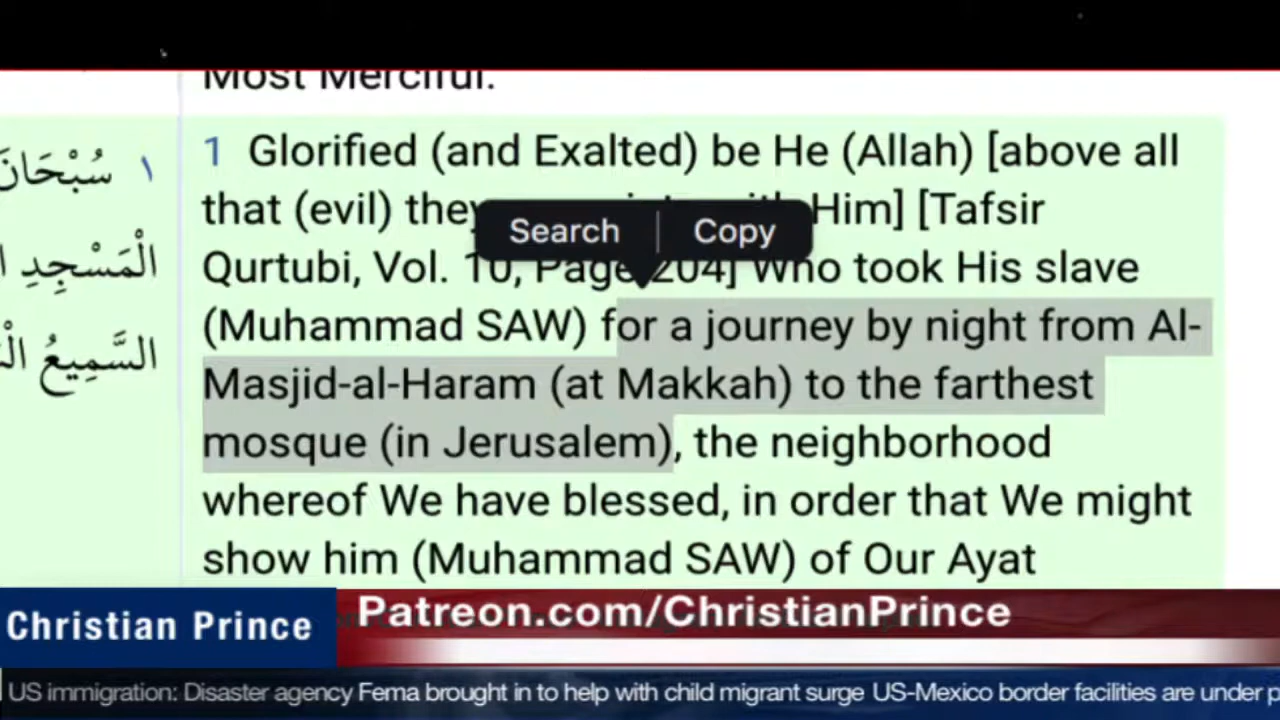 Most Merciful.
1 Glorified (and Exalted) be He (Allah) [above all
that (evil) they with Him] [Tafsir
Search Copy
Qurtubi, Vol. 10, Page 204] Who took His slave
(Muhammad SAW) for a journey by night from Al-
Masjid-al-Haram (at Makkah) to the farthest
mosque (in Jerusalem), the neighborhood
whereof We have blessed, in order that We might
show him (Muhammad SAW) of Our Ayat
١ سُبْحَانَ
الْمَسْجِدِ
السَّمِيعُ
Christian Prince
Patreon.com/ChristianPrince
US immigration: Disaster agency Fema brought in to help with child migrant surge US-Mexico border facilities are under p